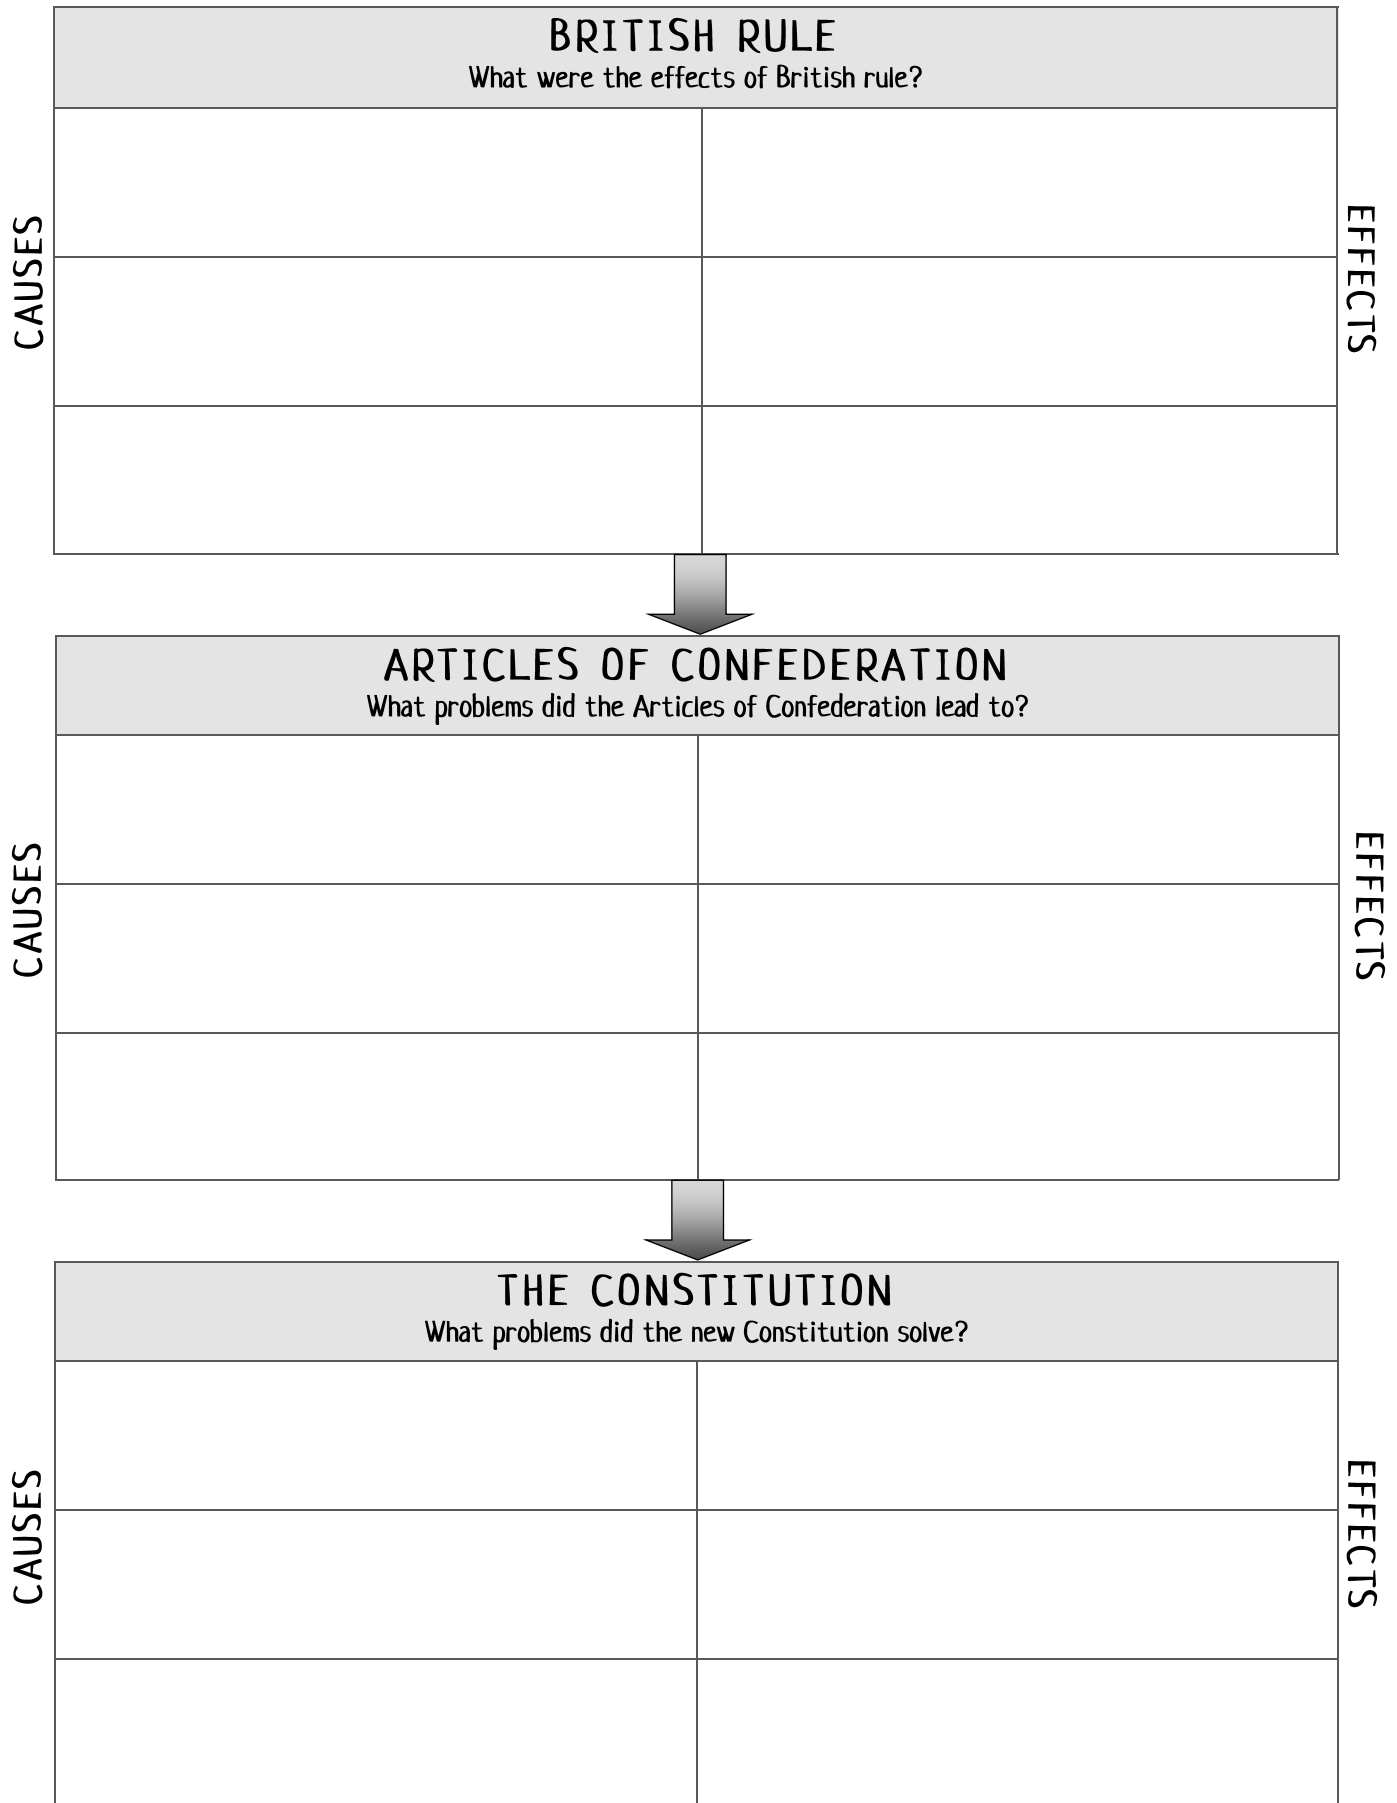 BRITISH RULE
What were the effects of British rule?
CAUSES
EFFECTS
ARTICLES OF CONFEDERATION
What problems did the Articles of Confederation lead to?
CAUSES
EFFECTS
THE CONSTITUTION
What problems did the new Constitution solve?
CAUSES
EFFECTS